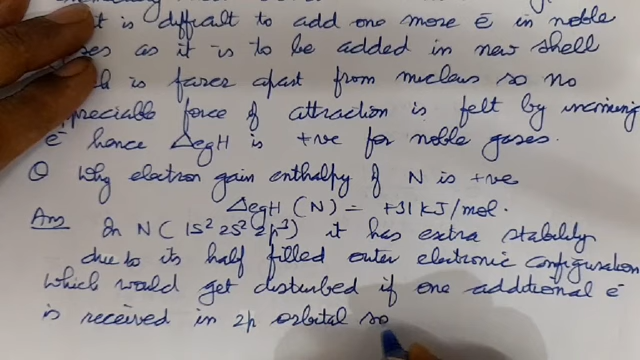 t is difficult to add one more ē in noble
ses as it is to be added in new shell
h is farer apart from nucleus so no
preciable force of attraction is felt by incoming
ē hence ΔegH is +ve for noble gases.
Q Why electron gain enthalpy of N is +ve
ΔegH (N) = +31 KJ/mol.
Ans In N ( 1s² 2s² 2p³) it has extra stability
due to its half filled outer electronic configuration
which would get disturbed if one additional ē
is received in 2p orbital so